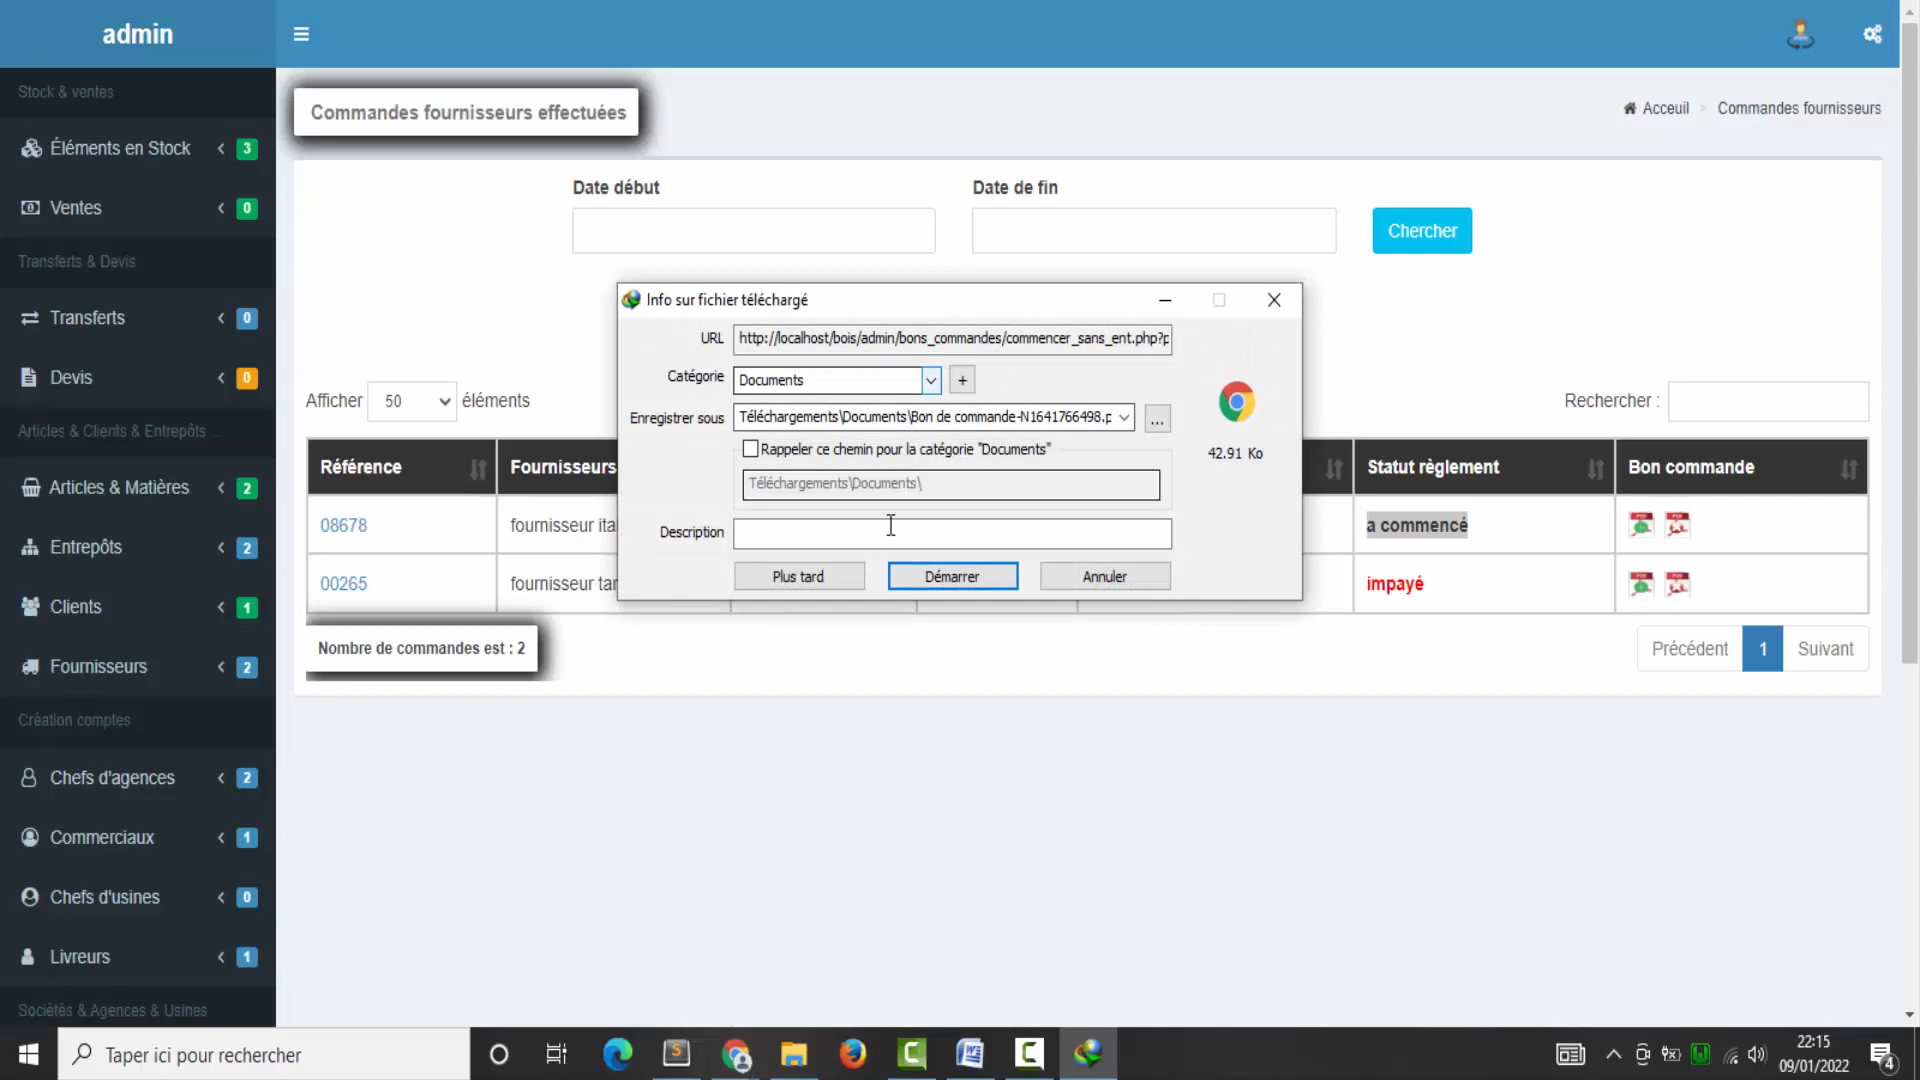 admin
Stock & ventes
Éléments en Stock 3
Ventes 0
Transferts & Devis
Transferts 0
Devis 0
Articles & Clients & Entrepôts ...
Articles & Matières 2
Entrepôts 2
Clients 1
Fournisseurs 2
Création comptes
Chefs d'agences 2
Commerciaux 1
Chefs d'usines 0
Livreurs 1
Sociétés & Agences & Usines
Commandes fournisseurs effectuées
Acceuil > Commandes fournisseurs
Date début Date de fin
Chercher
Afficher 50 éléments Rechercher :
Référence Fournisseurs Statut règlement Bon commande
08678 fournisseur ita a commencé
00265 fournisseur tar impayé
Nombre de commandes est : 2
Précédent 1 Suivant
Info sur fichier téléchargé
URL http://localhost/bois/admin/bons_commandes/commencer_sans_ent.php?p
Catégorie Documents +
Enregistrer sous Téléchargements\Documents\Bon de commande-N1641766498.p ...
Rappeler ce chemin pour la catégorie "Documents"
Téléchargements\Documents\
Description
42.91 Ko
Plus tard Démarrer Annuler
Taper ici pour rechercher
22:15
09/01/2022
4